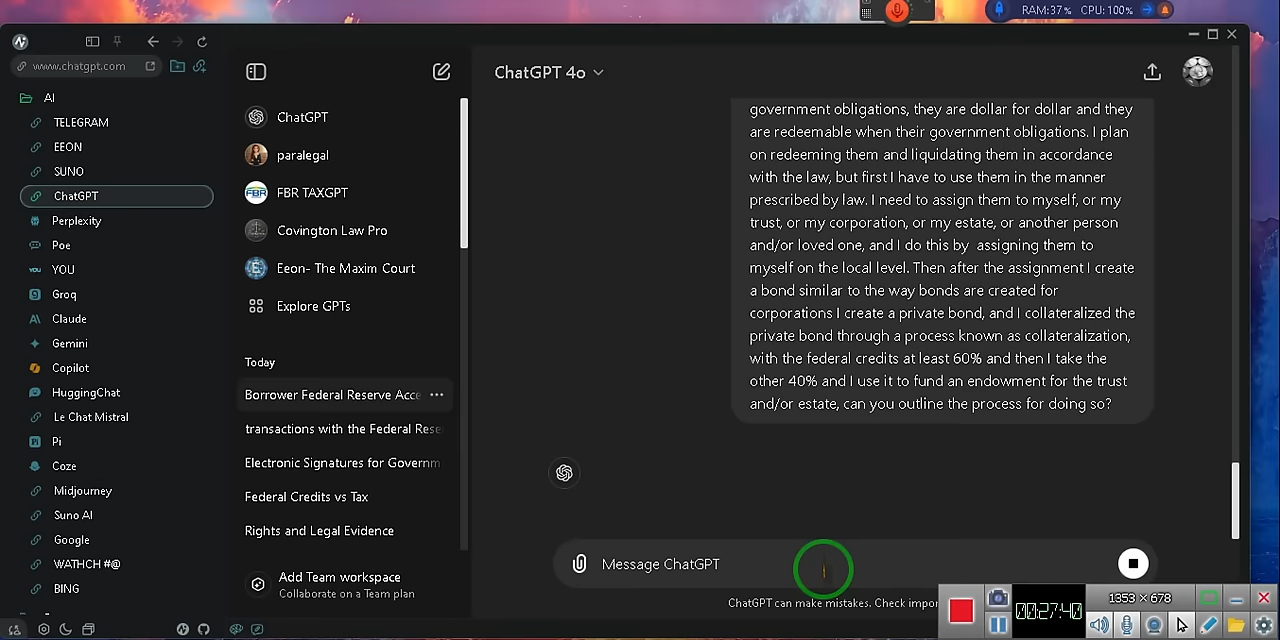 RAM:37% CPU:100%
www.chatgpt.com
AI
TELEGRAM
EEON
SUNO
ChatGPT
Perplexity
Poe
YOU
YOU
Groq
Claude
Gemini
Copilot
HuggingChat
Le Chat Mistral
Pi
Coze
Midjourney
Suno AI
Google
WATHCH #@
BING
ChatGPT
paralegal
FBR
FBR TAXGPT
Covington Law Pro
Eeon- The Maxim Court
Explore GPTs
Today
Borrower Federal Reserve Acce
transactions with the Federal Rese
Electronic Signatures for Governm
Federal Credits vs Tax
Rights and Legal Evidence
Add Team workspace
Collaborate on a Team plan
ChatGPT 4o
government obligations, they are dollar for dollar and they
are redeemable when their government obligations. I plan
on redeeming them and liquidating them in accordance
with the law, but first I have to use them in the manner
prescribed by law. I need to assign them to myself, or my
trust, or my corporation, or my estate, or another person
and/or loved one, and I do this by assigning them to
myself on the local level. Then after the assignment I create
a bond similar to the way bonds are created for
corporations I create a private bond, and I collateralized the
private bond through a process known as collateralization,
with the federal credits at least 60% and then I take the
other 40% and I use it to fund an endowment for the trust
and/or estate, can you outline the process for doing so?
Message ChatGPT
ChatGPT can make mistakes. Check impor
00:27:40
1353 × 678